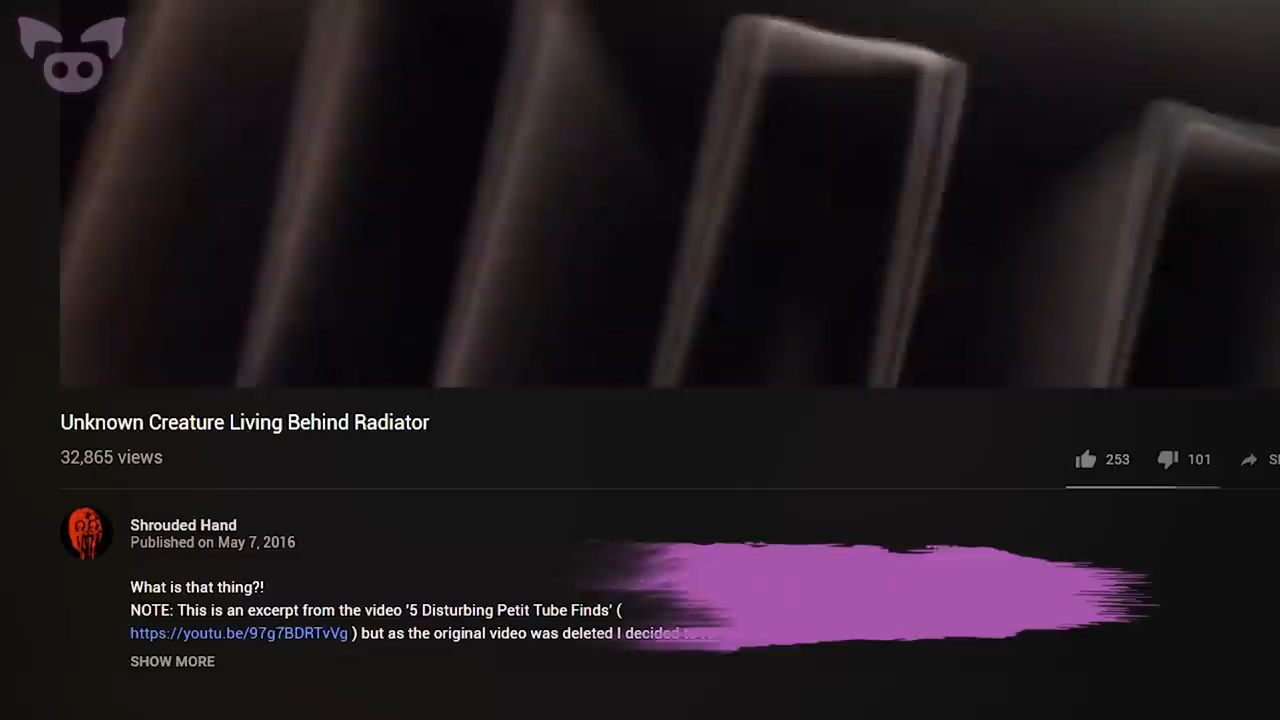 Unknown Creature Living Behind Radiator
32,865 views
253
101
Shrouded Hand
Published on May 7, 2016
What is that thing?!
NOTE: This is an excerpt from the video '5 Disturbing Petit Tube Finds' (
https://youtu.be/97g7BDRTvVg ) but as the original video was deleted I decided
SHOW MORE